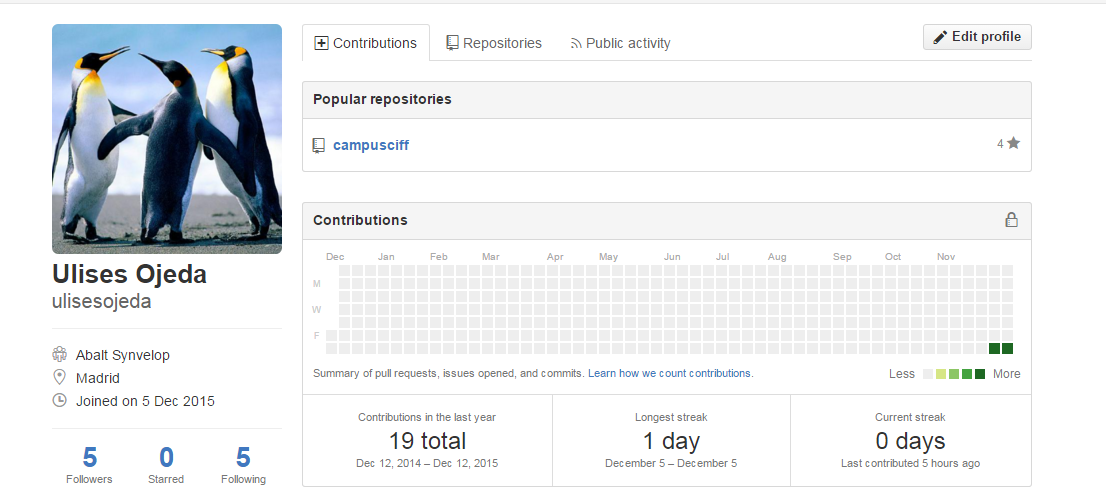 Contributions
Repositories
Public activity
Edit profile
Popular repositories
campusciff
4
Ulises Ojeda
ulisesojeda
Abalt Synvelop
Madrid
Joined on 5 Dec 2015
5
Followers
0
Starred
5
Following
Contributions
Dec Jan Feb Mar Apr May Jun Jul Aug Sep Oct Nov
M
W
F
Summary of pull requests, issues opened, and commits. Learn how we count contributions.
Less More
Contributions in the last year
19 total
Dec 12, 2014 – Dec 12, 2015
Longest streak
1 day
December 5 – December 5
Current streak
0 days
Last contributed 5 hours ago